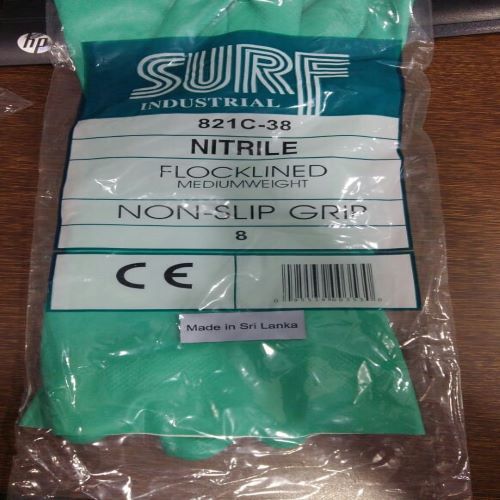 hp
SURF
INDUSTRIAL
821C-38
NITRILE
FLOCKLINED
MEDIUMWEIGHT
NON-SLIP GRIP
8
CE
Made in Sri Lanka